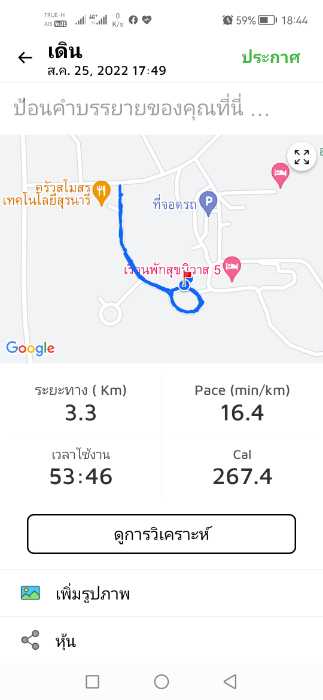 59% 18:44
เดิน
ส.ค. 25, 2022 17:49
ประกาศ
ป้อนคำบรรยายของคุณที่นี่ ...
ครัวสโมสร
เทคโนโลยีสุรนารี
ที่จอดรถ
P
เรือนพักสุขนิวาส 5
Google
ระยะทาง ( Km)
3.3
Pace (min/km)
16.4
เวลาใช้งาน
53:46
Cal
267.4
ดูการวิเคราะห์
เพิ่มรูปภาพ
หุ้น